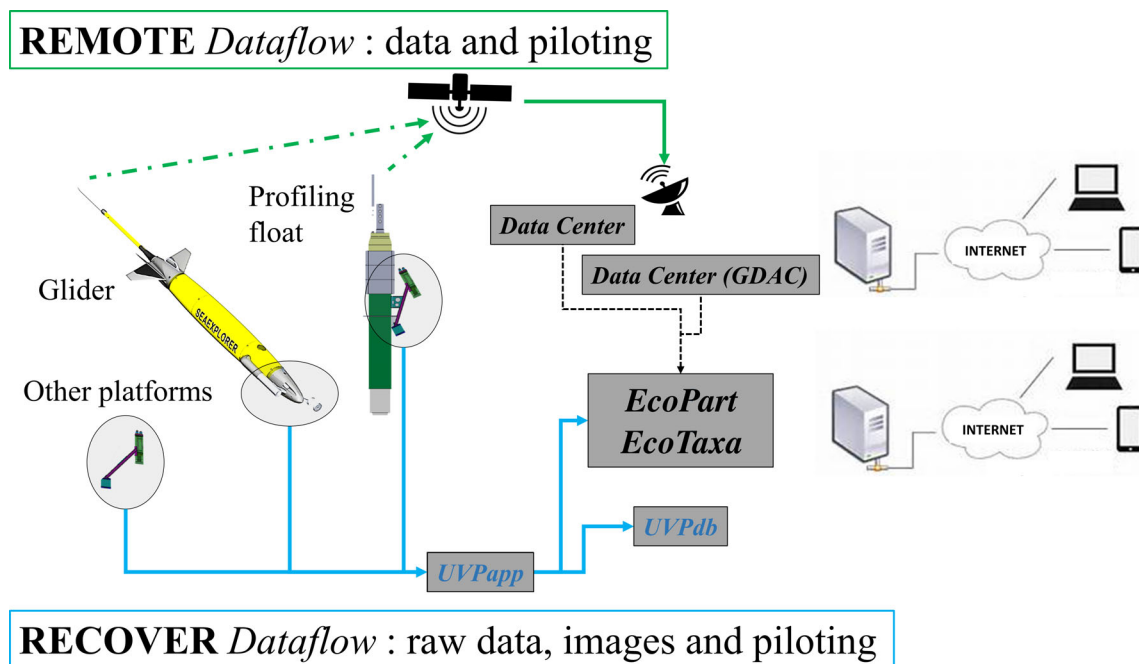 REMOTE Dataflow : data and piloting
Profiling
float
Data Center
Data Center (GDAC)
INTERNET
Glider
SEAEXPLORER
Other platforms
EcoPart
EcoTaxa
INTERNET
UVPdb
UVPapp
RECOVER Dataflow : raw data, images and piloting